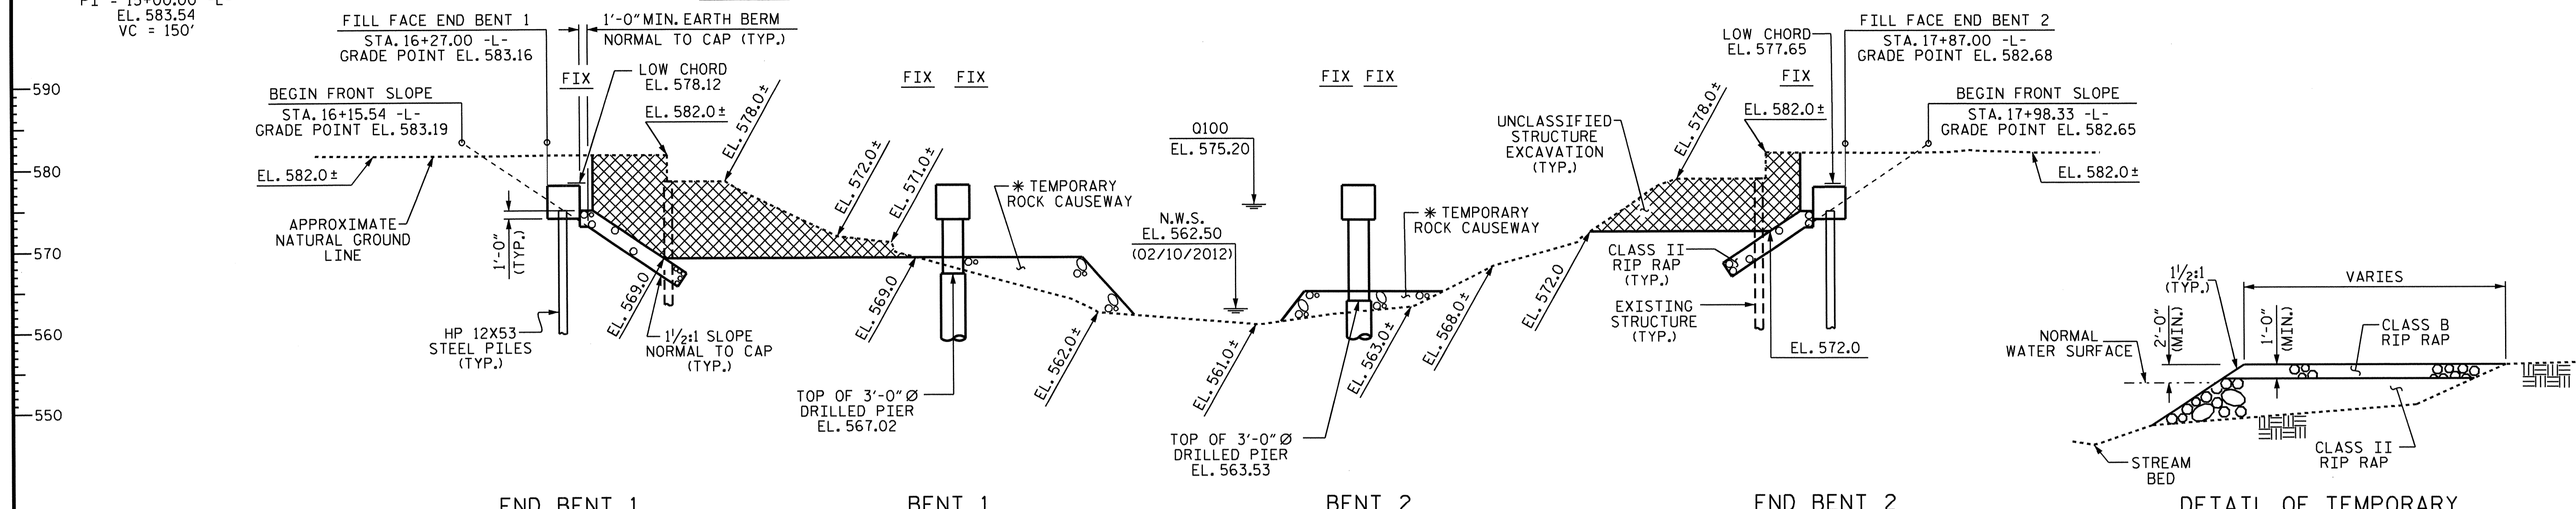 PI = 15+00.00 -L-
EL. 583.54
VC = 150'
FILL FACE END BENT 1
STA. 16+27.00 -L-
GRADE POINT EL. 583.16
1'-0" MIN. EARTH BERM
NORMAL TO CAP (TYP.)
FIX
LOW CHORD
EL. 578.12
BEGIN FRONT SLOPE
STA. 16+15.54 -L-
GRADE POINT EL. 583.19
EL. 582.0±
EL. 578.0±
EL. 572.0±
EL. 571.0±
FIX FIX
Q100
EL. 575.20
N.W.S.
EL. 562.50
(02/10/2012)
FIX FIX
✳ TEMPORARY
ROCK CAUSEWAY
✳ TEMPORARY
ROCK CAUSEWAY
UNCLASSIFIED
STRUCTURE
EXCAVATION
(TYP.)
EL. 578.0±
LOW CHORD
EL. 577.65
FIX
EL. 582.0±
FILL FACE END BENT 2
STA. 17+87.00 -L-
GRADE POINT EL. 582.68
BEGIN FRONT SLOPE
STA. 17+98.33 -L-
GRADE POINT EL. 582.65
EL. 582.0±
590
580
570
560
550
EL. 582.0±
APPROXIMATE
NATURAL GROUND
LINE
1'-0"
(TYP.)
HP 12X53
STEEL PILES
(TYP.)
EL. 569.0
1½:1 SLOPE
NORMAL TO CAP
(TYP.)
EL. 569.0
TOP OF 3'-0" Ø
DRILLED PIER
EL. 567.02
EL. 562.0±
EL. 561.0±
TOP OF 3'-0" Ø
DRILLED PIER
EL. 563.53
EL. 563.0±
EL. 568.0±
EL. 572.0
CLASS II
RIP RAP
(TYP.)
EXISTING
STRUCTURE
(TYP.)
EL. 572.0
1½:1
(TYP.)
VARIES
2'-0"
(MIN.)
1'-0"
(MIN.)
CLASS B
RIP RAP
NORMAL
WATER SURFACE
CLASS II
RIP RAP
STREAM
BED
END BENT 1
BENT 1
BENT 2
END BENT 2
DETAIL OF TEMPORARY